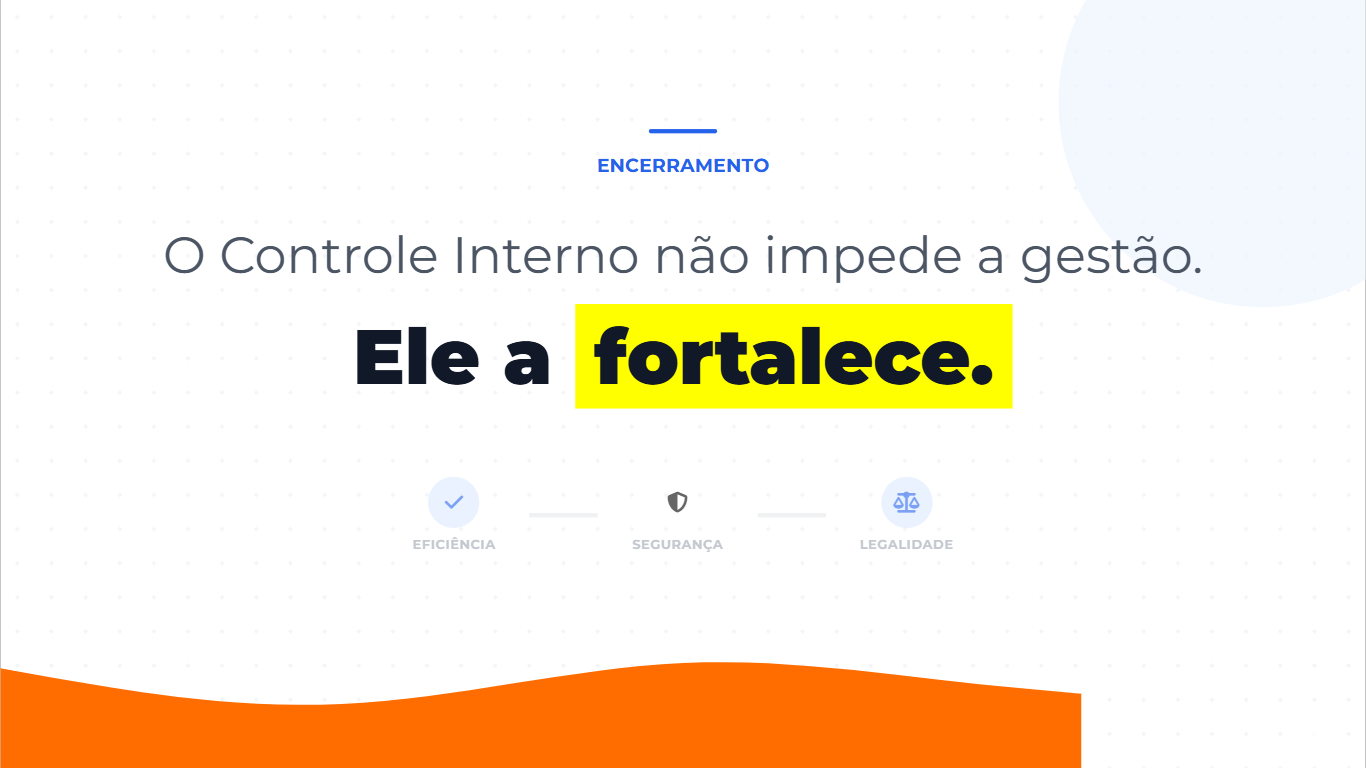 ENCERRAMENTO
O Controle Interno não impede a gestão.
Ele a fortalece.
EFICIÊNCIA
SEGURANÇA
LEGALIDADE